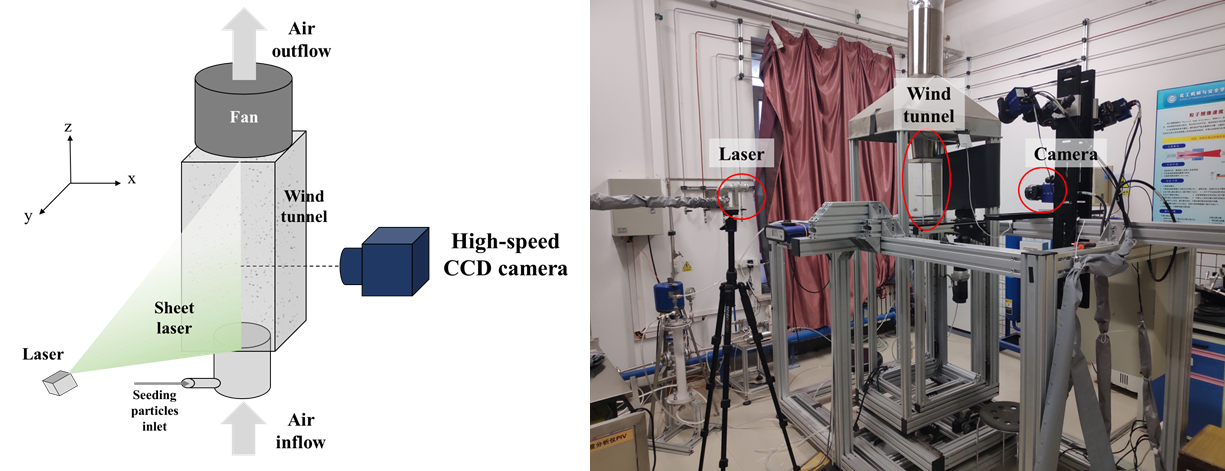 Air
outflow
Fan
z
x
y
Wind
tunnel
High-speed
CCD camera
Sheet
laser
Laser
Seeding
particles
inlet
Air
inflow
Wind
tunnel
Laser
Camera